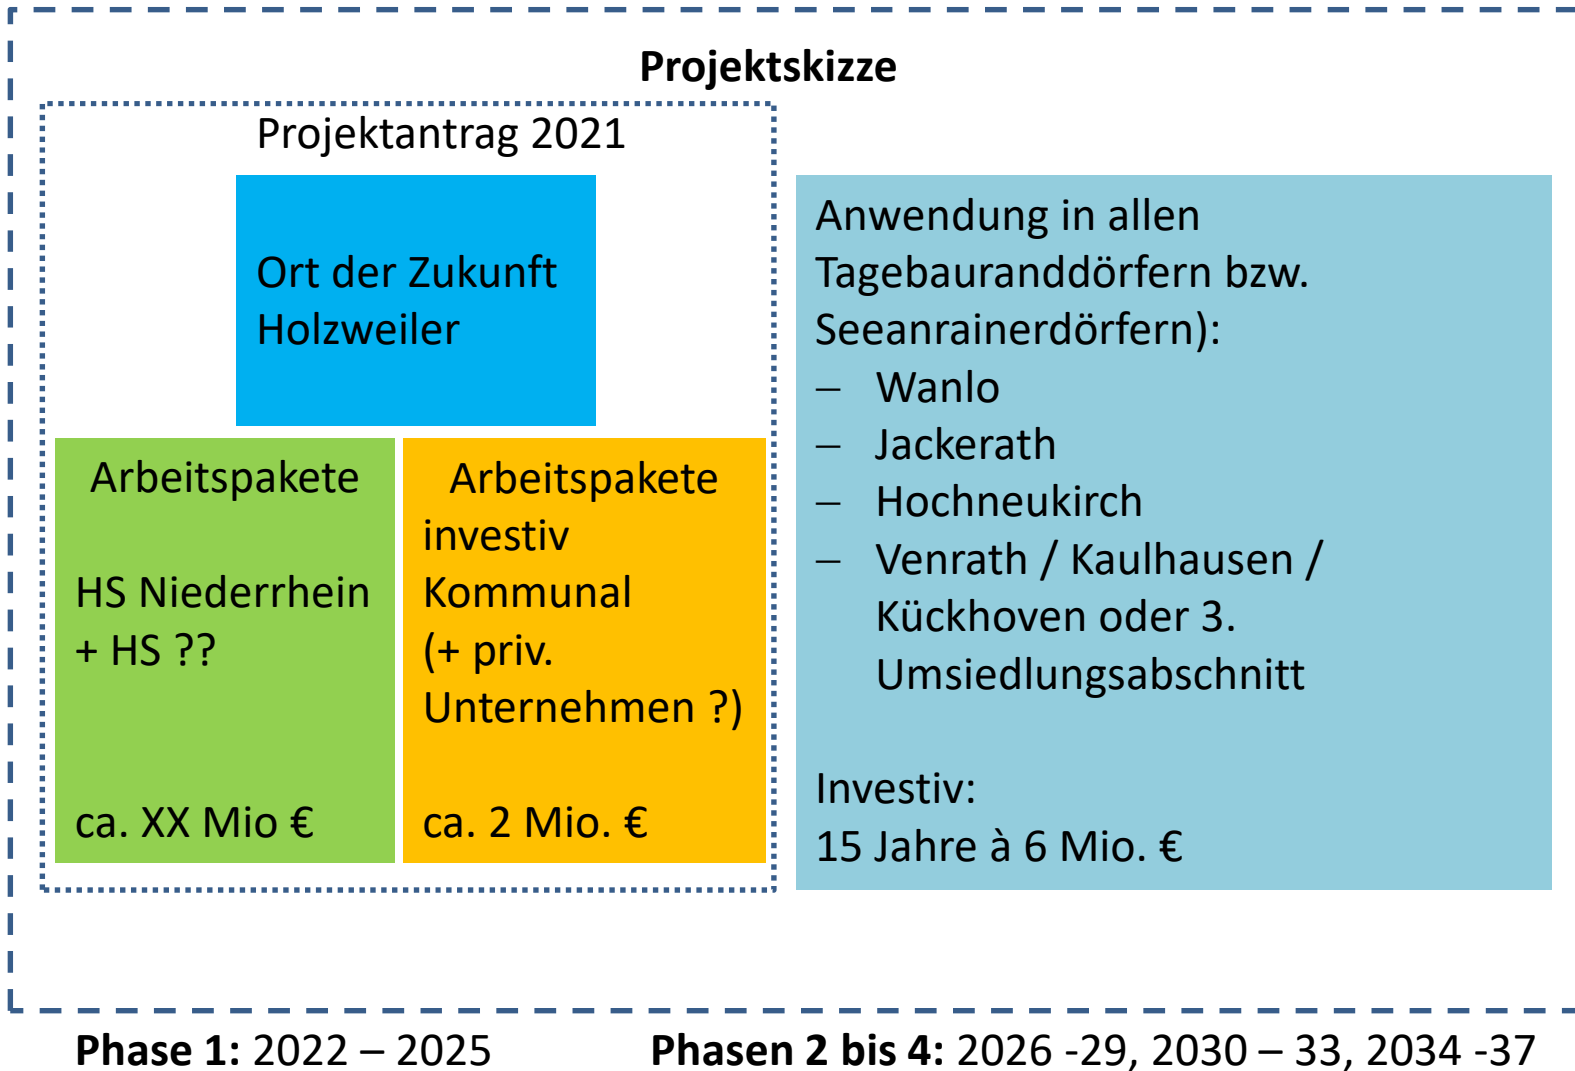 Projektskizze
Projektantrag 2021
Ort der Zukunft
Holzweiler
Arbeitspakete
HS Niederrhein
+ HS ??
ca. XX Mio €
Arbeitspakete
investiv
Kommunal
(+ priv.
Unternehmen ?)
ca. 2 Mio. €
Anwendung in allen
Tagebauranddörfern bzw.
Seeanrainerdörfern):
– Wanlo
– Jackerath
– Hochneukirch
– Venrath / Kaulhausen /
Kückhoven oder 3.
Umsiedlungsabschnitt
Investiv:
15 Jahre à 6 Mio. €
Phase 1: 2022 – 2025
Phasen 2 bis 4: 2026 -29, 2030 – 33, 2034 -37